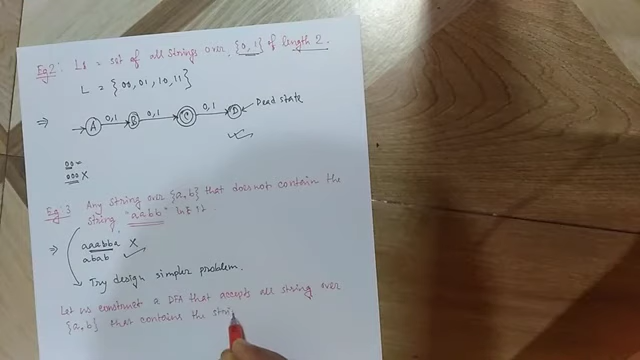 Eg 2: L1 = set of all strings over {0, 1} of length 2.
L = {00, 01, 10, 11}
⇒ A 0,1 B 0,1 C 0,1 D Dead state
00
000 X
Eg: 3 Any string over {a,b} that does not contain the
string "aabb" in it
⇒ aaabba X
abab
Try design simpler problem.
Let us construct a DFA that accepts all string over
{a,b} that contains the stri